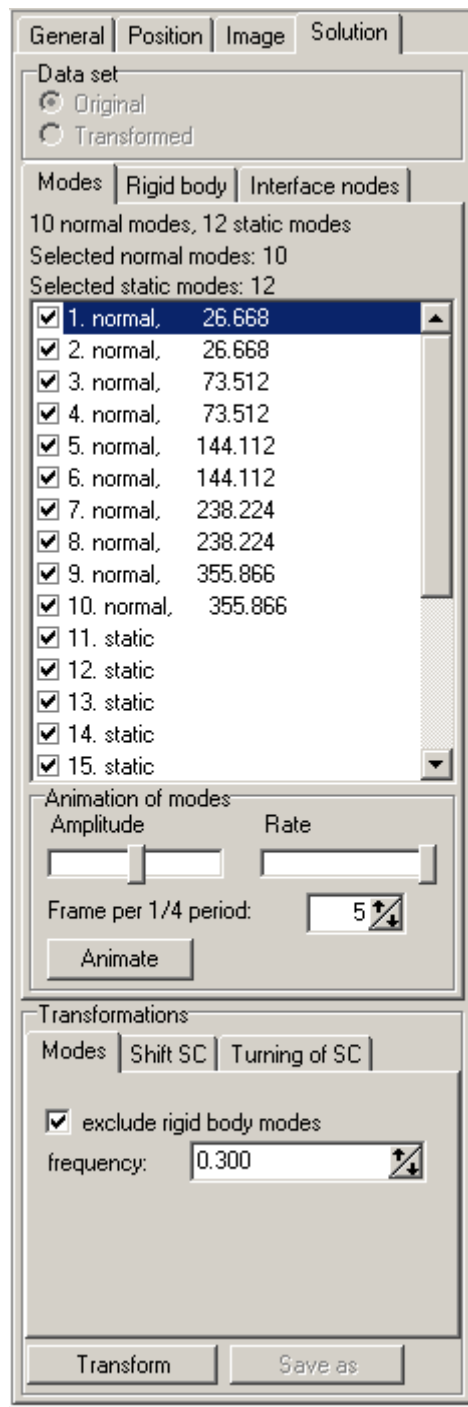 General Position Image Solution
Data set
Original
Transformed
Modes Rigid body Interface nodes
10 normal modes, 12 static modes
Selected normal modes: 10
Selected static modes: 12
1. normal, 26.668
2. normal, 26.668
3. normal, 73.512
4. normal, 73.512
5. normal, 144.112
6. normal, 144.112
7. normal, 238.224
8. normal, 238.224
9. normal, 355.866
10. normal, 355.866
11. static
12. static
13. static
14. static
15. static
Animation of modes
Amplitude Rate
Frame per 1/4 period: 5
Animate
Transformations
Modes Shift SC Turning of SC
exclude rigid body modes
frequency: 0.300
Transform Save as